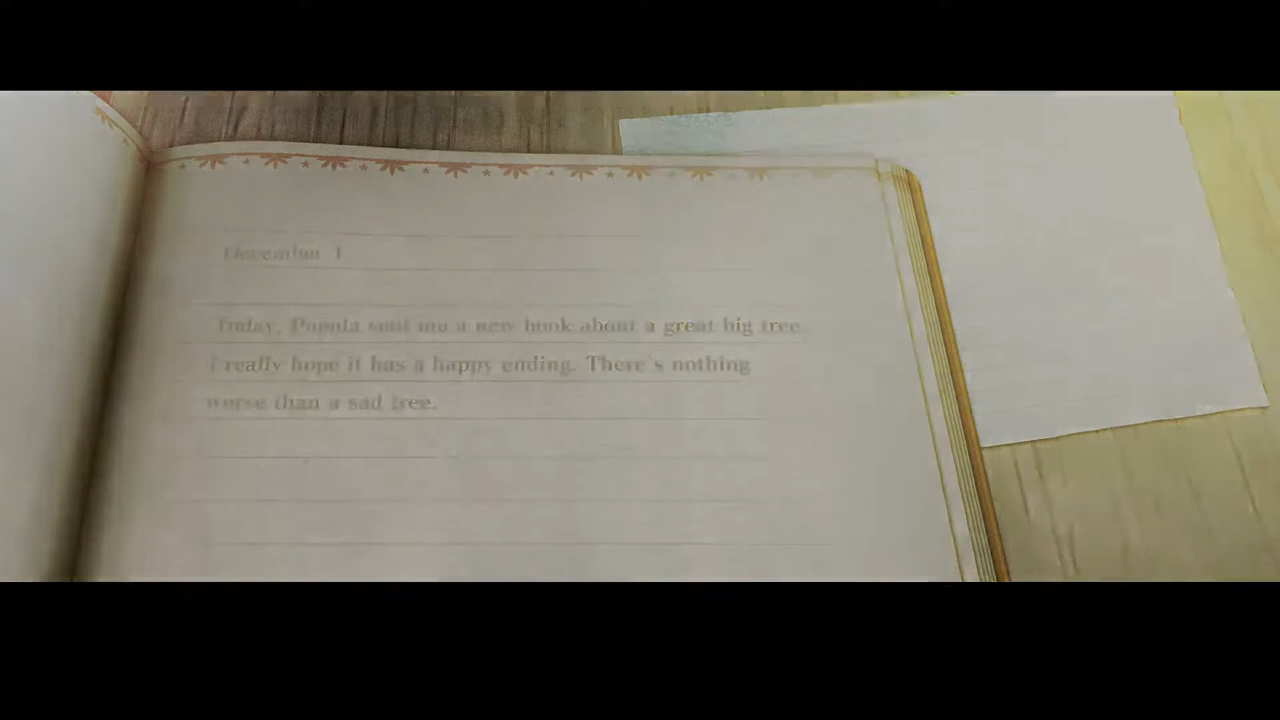 December 1
Today, Popola sent me a new book about a great big tree.
I really hope it has a happy ending. There's nothing
worse than a sad tree.